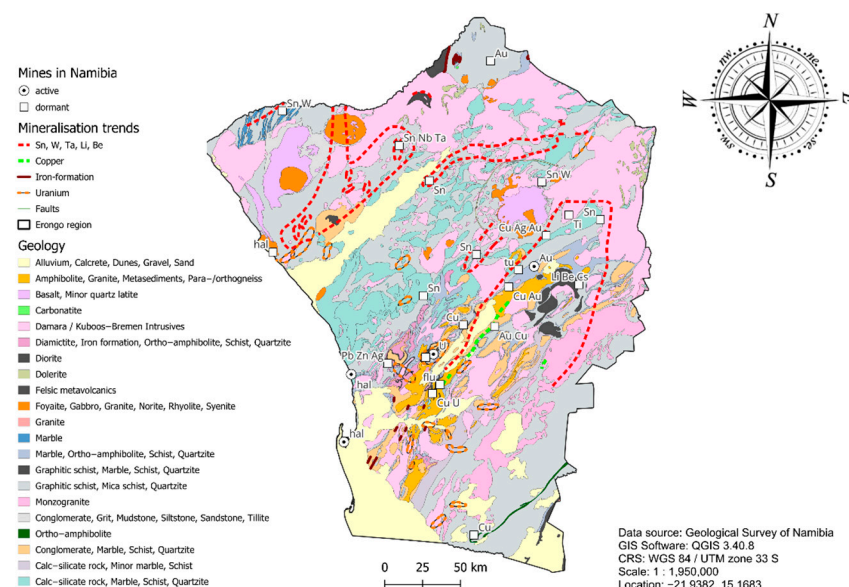 Mines in Namibia
active
dormant
Mineralisation trends
Sn, W, Ta, Li, Be
Copper
Iron−formation
Uranium
Faults
Erongo region
Geology
Alluvium, Calcrete, Dunes, Gravel, Sand
Amphibolite, Granite, Metasediments, Para−/orthogneiss
Basalt, Minor quartz latite
Carbonatite
Damara / Kuboos−Bremen Intrusives
Diamictite, Iron formation, Ortho−amphibolite, Schist, Quartzite
Diorite
Dolerite
Felsic metavolcanics
Foyaite, Gabbro, Granite, Norite, Rhyolite, Syenite
Granite
Marble
Marble, Ortho−amphibolite, Schist, Quartzite
Graphitic schist, Marble, Schist, Quartzite
Graphitic schist, Mica schist, Quartzite
Monzogranite
Conglomerate, Grit, Mudstone, Siltstone, Sandstone, Tillite
Ortho−amphibolite
Conglomerate, Marble, Schist, Quartzite
Calc−silicate rock, Minor marble, Schist
Calc−silicate rock, Marble, Schist, Quartzite
Au
Sn W
Sn Nb Ta
Sn
Sn W
Sn
Ti
Cu Ag Au
hal
Sn
tu
Au
Li Be Cs
Sn
Cu Au
Cu
Au Cu
U
Pb Zn Ag
flu
hal
Cu U
hal
Cu
0 25 50 km
N
nw
ne
W
E
sw
se
S
Data source: Geological Survey of Namibia
GIS Software: QGIS 3.40.8
CRS: WGS 84 / UTM zone 33 S
Scale: 1 : 1,950,000
Location: −21.9382, 15.1683